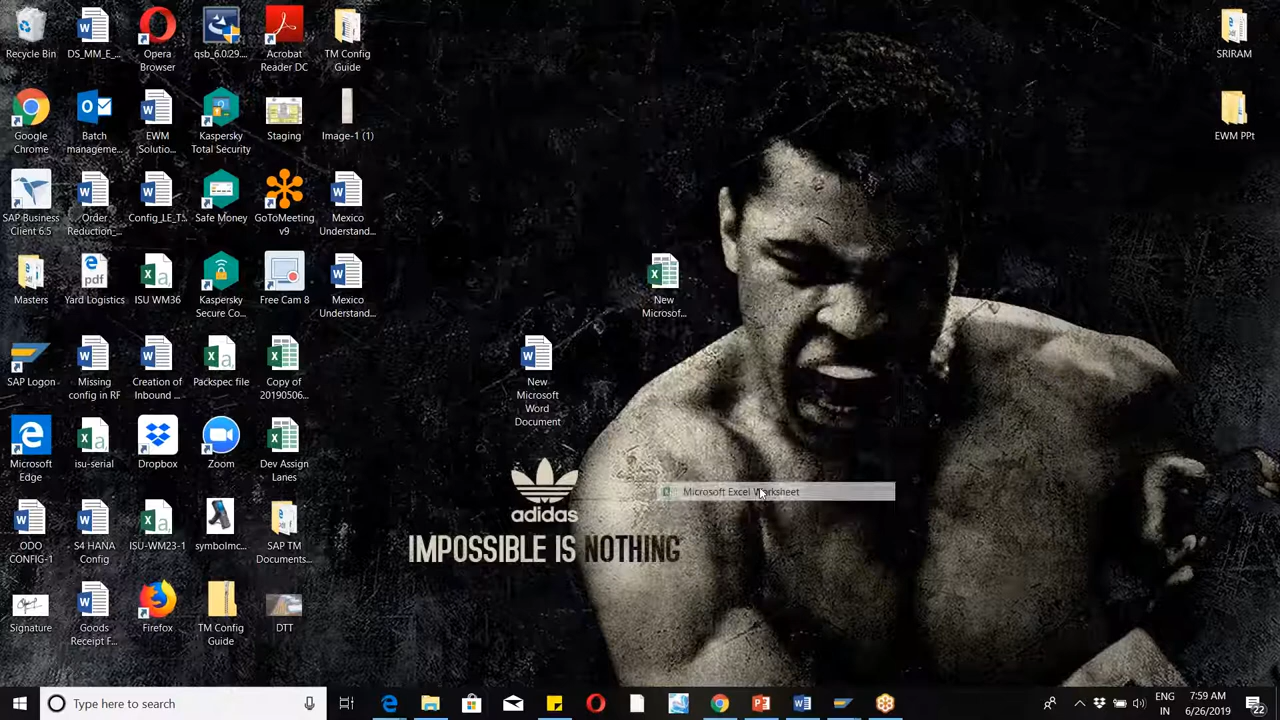 Recycle Bin
DS_MM_E_...
Opera
Browser
qsb_6.0.29....
Acrobat
Reader DC
TM Config
Guide
SRIRAM
Google
Chrome
Batch
manageme...
EWM
Solutio...
Kaspersky
Total Security
Staging
Image-1 (1)
EWM PPt
SAP Business
Client 6.5
Order
Reduction_...
Config_LE_T...
Safe Money
GoToMeeting
v9
Mexico
Understand...
Masters
Yard Logistics
ISU WM36
Kaspersky
Secure Co...
Free Cam 8
Mexico
Understand...
New
Microsof...
SAP Logon
Missing
config in RF
Creation of
Inbound ...
Packspec file
Copy of
20190506...
New
Microsoft
Word
Document
Microsoft
Edge
isu-serial
Dropbox
Zoom
Dev Assign
Lanes
Microsoft Excel Worksheet
adidas
IMPOSSIBLE IS NOTHING
ODO
CONFIG-1
S4 HANA
Config
ISU-WM23-1
symbolmc...
SAP TM
Documents...
Signature
Goods
Receipt F...
Firefox
TM Config
Guide
DTT
Type here to search
ENG
IN
7:59 AM
6/26/2019
22